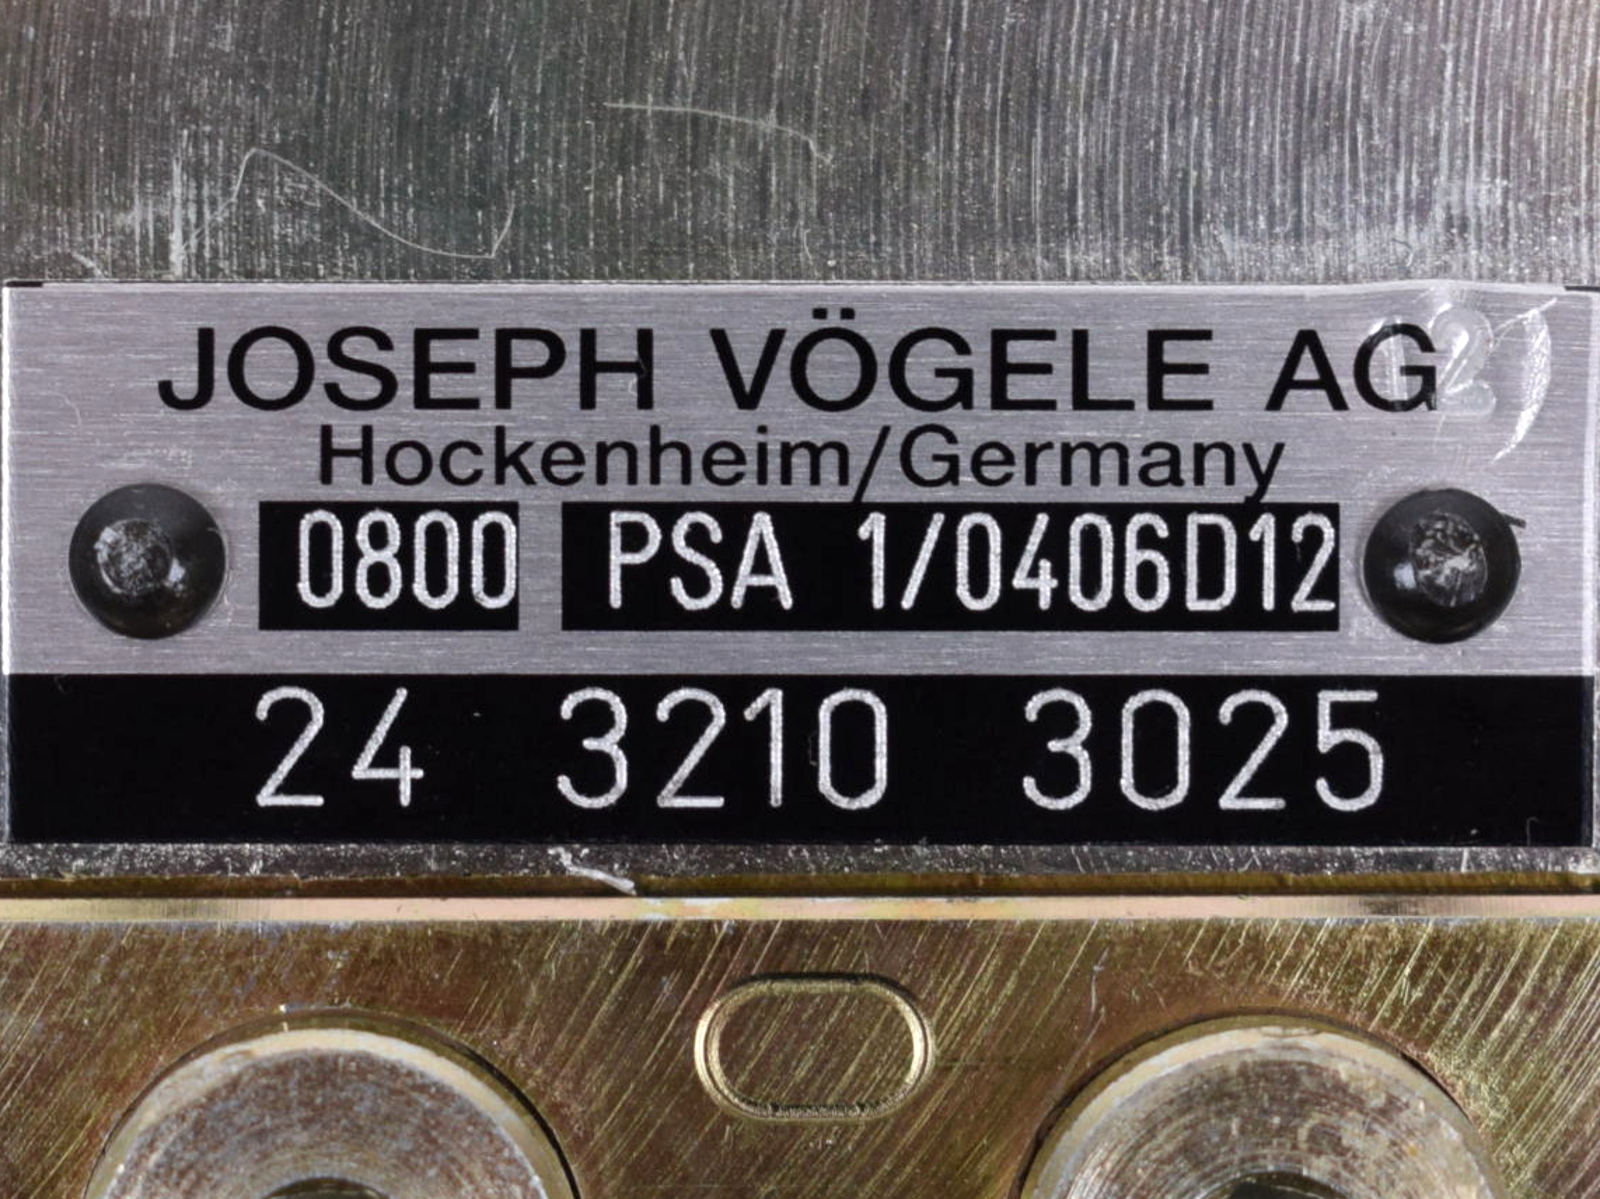 JOSEPH VÖGELE AG
Hockenheim/Germany
0800 PSA 1/0406D12
24 3210 3025